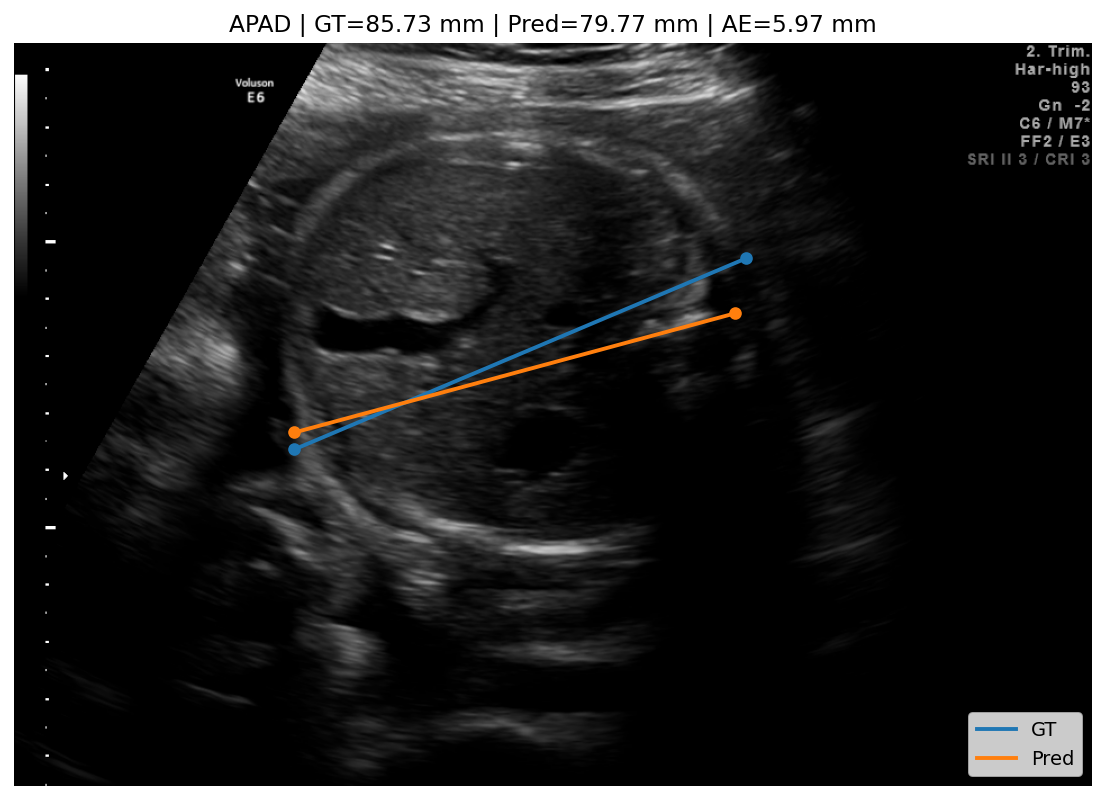 APAD | GT=85.73 mm | Pred=79.77 mm | AE=5.97 mm
Voluson
E6
2. Trim.
Har-high
93
Gn -2
C6 / M7*
FF2 / E3
SRI II 3 / CRI 3
GT
Pred